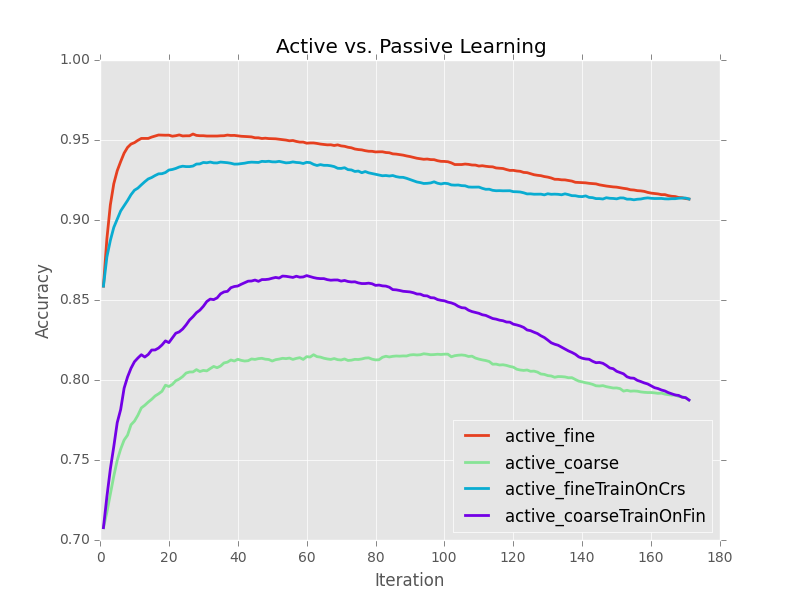 Active vs. Passive Learning
1.00
0.95
0.90
0.85
0.80
0.75
0.70
Accuracy
active_fine
active_coarse
active_fineTrainOnCrs
active_coarseTrainOnFin
0 20 40 60 80 100 120 140 160 180
Iteration